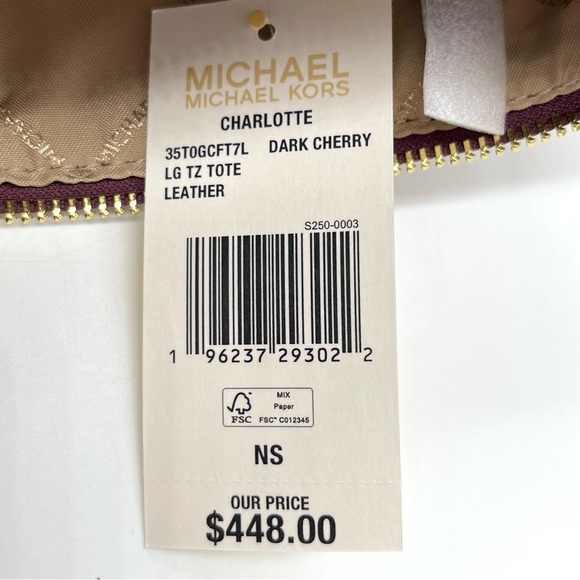 MICHAEL
MICHAEL KORS
CHARLOTTE
35T0GCFT7L DARK CHERRY
LG TZ TOTE
LEATHER
S250-0003
1 96237 29302 2
FSC
MIX
Paper
FSC™ C012345
NS
OUR PRICE
$448.00